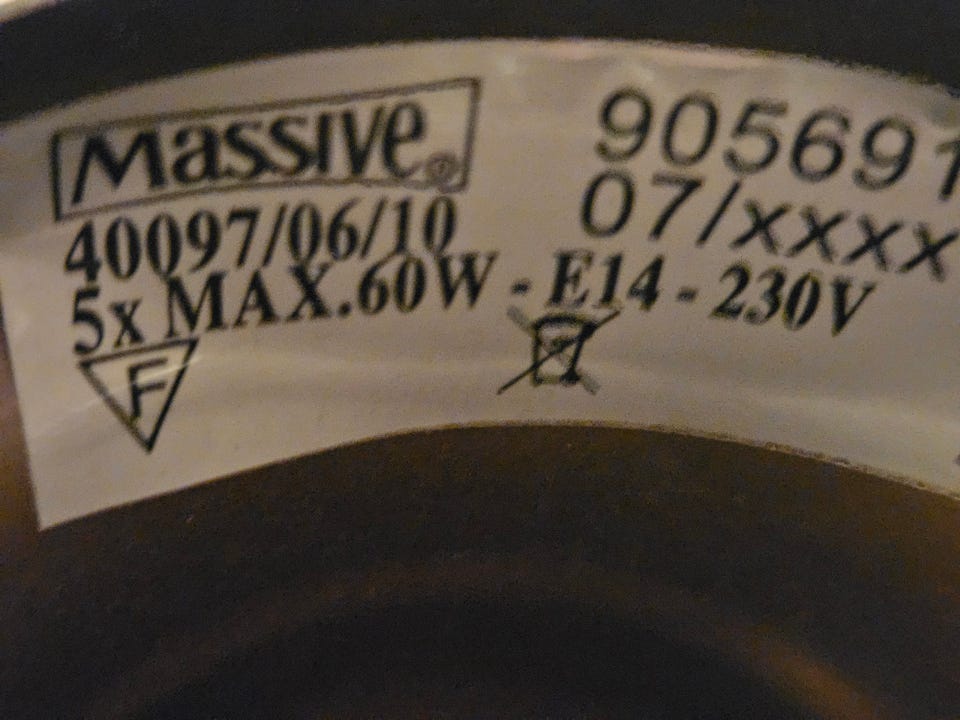 Massive®
905691
07/xxxx
40097/06/10
5x MAX.60W - E14 - 230V
F